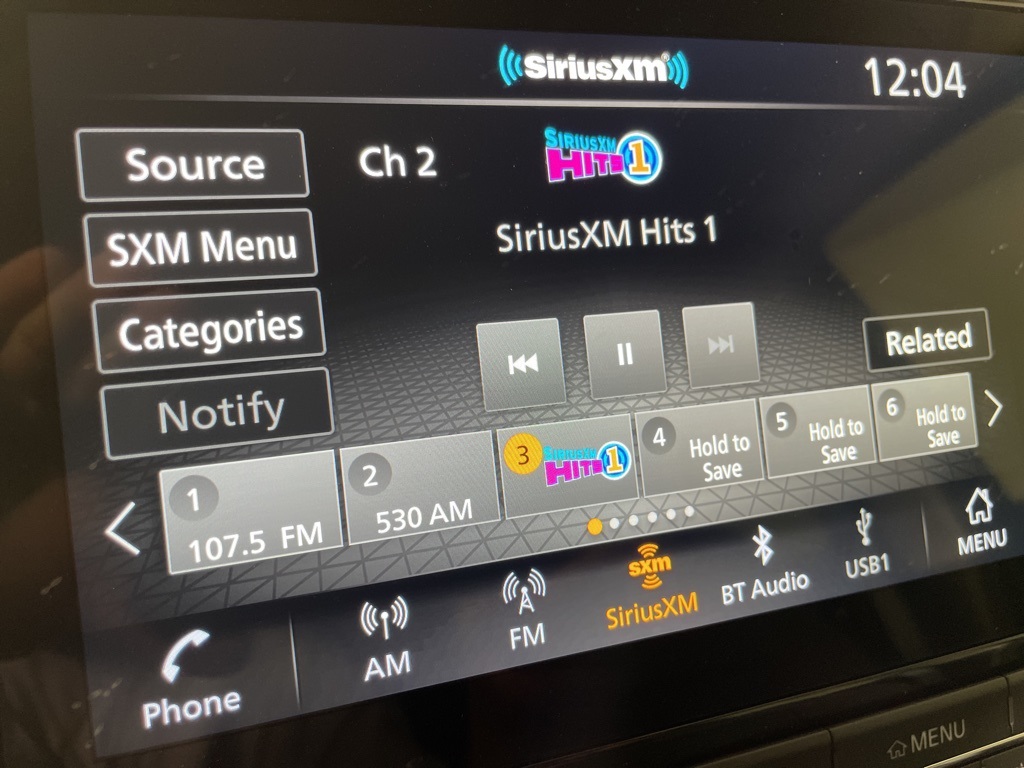 SiriusXM
12:04
Source
Ch 2
SIRIUSXM
HITS 1
SXM Menu
SiriusXM Hits 1
Categories
Related
Notify
1
107.5 FM
2
530 AM
3
SIRIUSXM
HITS 1
4
Hold to
Save
5
Hold to
Save
6
Hold to
Save
Phone
AM
FM
sxm
SiriusXM
BT Audio
USB1
MENU
MENU